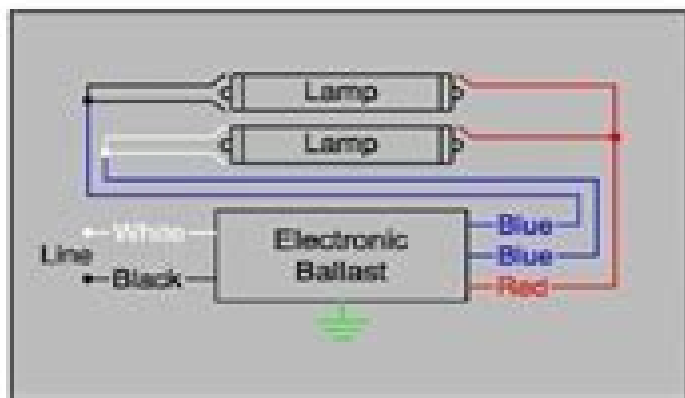 Lamp
Lamp
White
Blue
Electronic
Line
Blue
Ballast
Black
Red